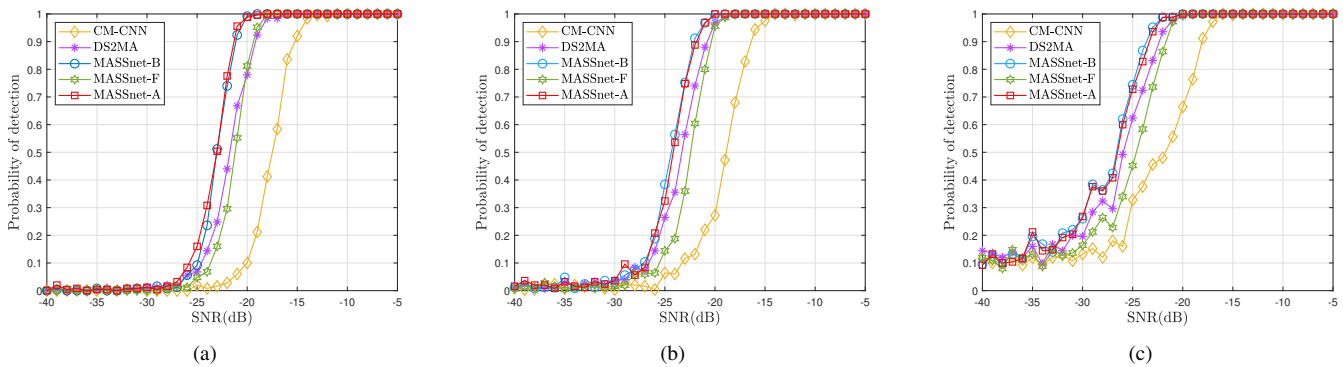 1
0.9
0.8
0.7
0.6
0.5
0.4
0.3
0.2
0.1
0
Probability of detection
CM-CNN
DS2MA
MASSnet-B
MASSnet-F
MASSnet-A
-40 -35 -30 -25 -20 -15 -10 -5
SNR(dB)
(a)
1
0.9
0.8
0.7
0.6
0.5
0.4
0.3
0.2
0.1
0
Probability of detection
CM-CNN
DS2MA
MASSnet-B
MASSnet-F
MASSnet-A
-40 -35 -30 -25 -20 -15 -10 -5
SNR(dB)
(b)
1
0.9
0.8
0.7
0.6
0.5
0.4
0.3
0.2
0.1
0
Probability of detection
CM-CNN
DS2MA
MASSnet-B
MASSnet-F
MASSnet-A
-40 -35 -30 -25 -20 -15 -10 -5
SNR(dB)
(c)